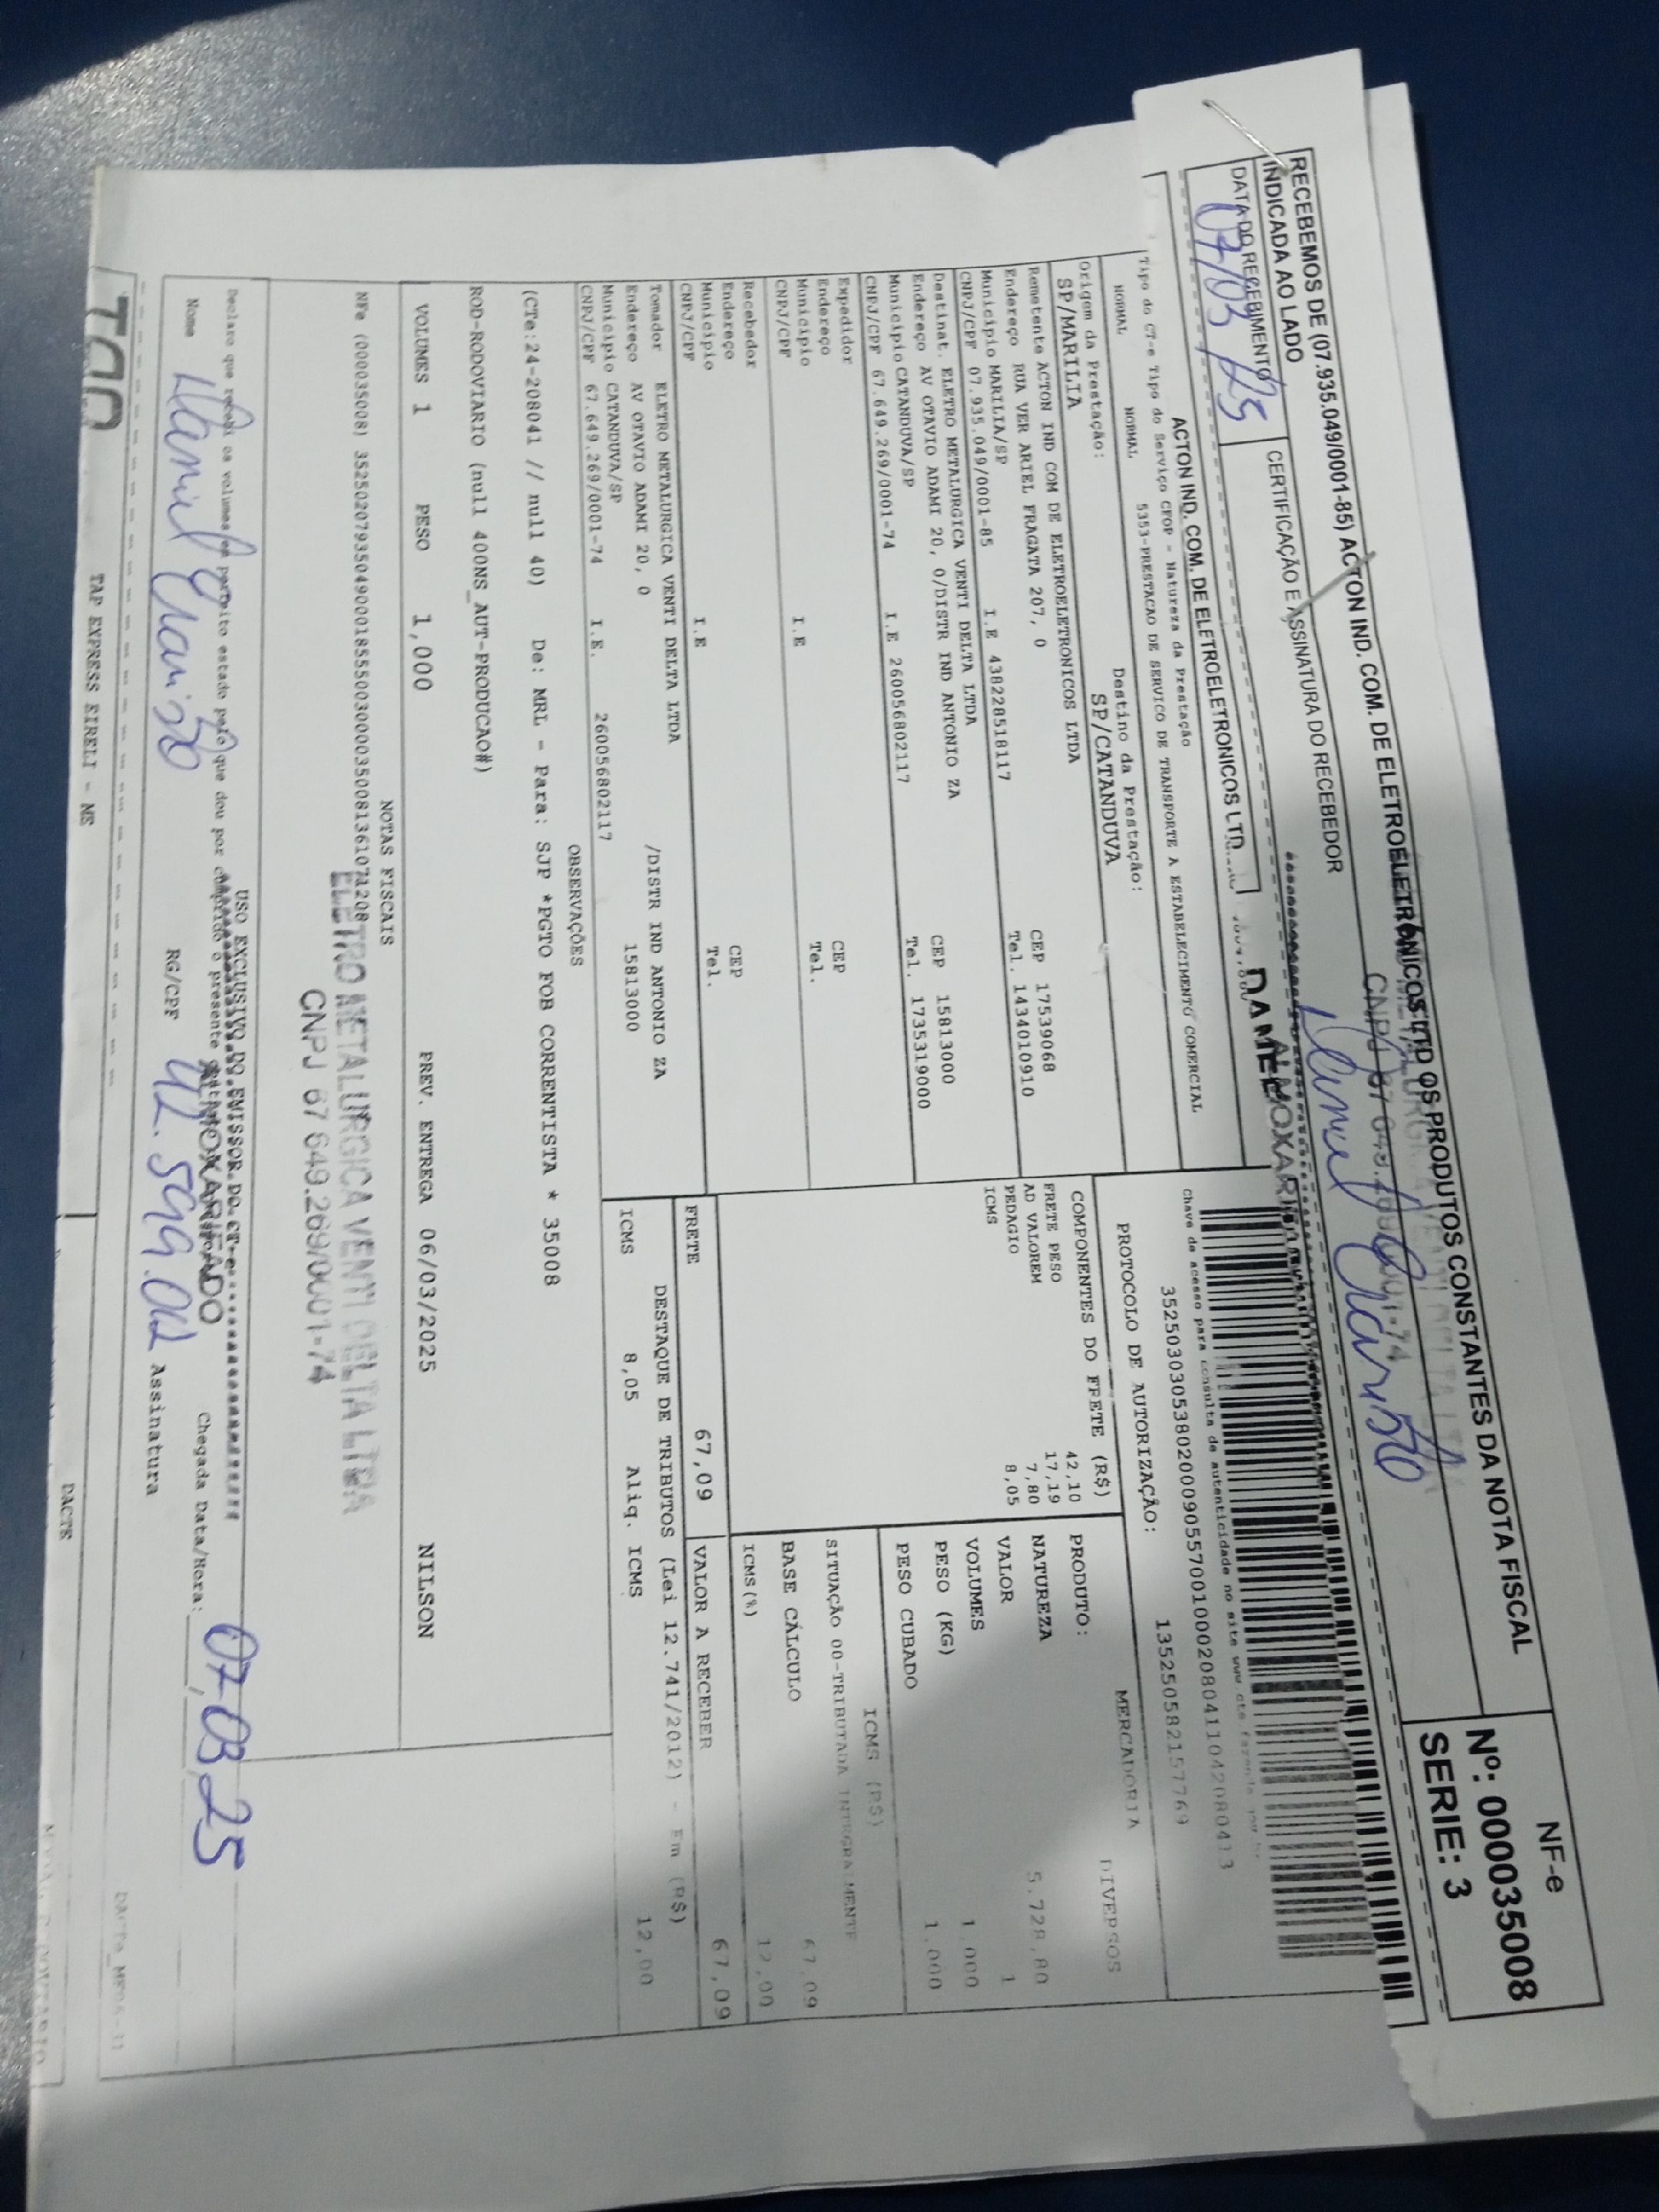 RECEBEMOS DE (07.935.049/0001-85) ACTON IND. COM. DE ELETROELETRÔNICOS LTD OS PRODUTOS CONSTANTES DA NOTA FISCAL
INDICADA AO LADO
NF-e
Nº: 000035008
SERIE: 3
DATA DO RECEBIMENTO
CERTIFICAÇÃO E ASSINATURA DO RECEBEDOR
07/03/25
ACTON IND. COM. DE ELETROELETRONICOS LTD
Chave de acesso para consulta de autenticidade no site www.cte.fazenda
Tipo do CT-e Tipo do Serviço CFOP - Natureza da Prestação
NORMAL NORMAL 5353-PRESTACAO DE SERVICO DE TRANSPORTE A ESTABELECIMENTO COMERCIAL
PROTOCOLO DE AUTORIZAÇÃO: 135250582157769
Origem da Prestação: Destino da Prestação:
SP/MARILIA SP/CATANDUVA
Remetente ACTON IND COM DE ELETROELETRONICOS LTDA
Endereço RUA VER ARIEL FRAGATA 207, 0 CEP 17539068
Município MARILIA/SP Tel. 1434010910
CNPJ/CPF 07.935.049/0001-85 I.E 438228518117
Destinat. ELETRO METALURGICA VENTI DELTA LTDA
Endereço AV OTAVIO ADAMI 20, 0/DISTR IND ANTONIO ZA CEP 15813000
Município CATANDUVA/SP Tel. 1735319000
CNPJ/CPF 67.649.269/0001-74 I.E 260056802117
Expedidor
Endereço CEP
Município Tel.
CNPJ/CPF I.E
Recebedor
Endereço CEP
Município Tel.
CNPJ/CPF I.E
Tomador ELETRO METALURGICA VENTI DELTA LTDA
Endereço AV OTAVIO ADAMI 20, 0 /DISTR IND ANTONIO ZA
Município CATANDUVA/SP 15813000
CNPJ/CPF 67.649.269/0001-74 I.E. 260056802117
COMPONENTES DO FRETE (R$)
FRETE PESO 42,10
AD VALOREM 17,19
PEDAGIO 7,80
ICMS 8,05
MERCADORIA
PRODUTO: DIVERSOS
NATUREZA
VALOR 5.728,80
VOLUMES 1
PESO (KG) 1,000
PESO CUBADO 1,000
ICMS (R$)
SITUAÇÃO 00-TRIBUTADA INTEGRALMENTE
BASE CÁLCULO 67,09
ICMS(%) 12,00
FRETE 67,09
VALOR A RECEBER 67,09
DESTAQUE DE TRIBUTOS (Lei 12.741/2012) - Em (R$)
ICMS 8,05 Aliq. ICMS 12,00
OBSERVAÇÕES
(CTe:24-208041 // null 40) De: MRL - Para: SJP *PGTO FOB CORRENTISTA * 35008
ROD-RODOVIARIO (null 400NS_AUT-PRODUCAO#)
VOLUMES 1 PESO 1,000 PREV. ENTREGA 06/03/2025 NILSON
NOTAS FISCAIS
NFe (000035008)
ELETRO METALURGICA VENTI DELTA LTDA
CNPJ 67 649.269/0001-74
USO EXCLUSIVO DO EMISSOR DO CT-e
Declaro que recebi os volumes em perfeito estado pelo que dou por cumprido o presente
ALMOXARIFADO
Nome
RG/CPF
Assinatura
Chegada Data/Hora: 07,03,25
TAP EXPRESS EIRELI - ME
DACTE